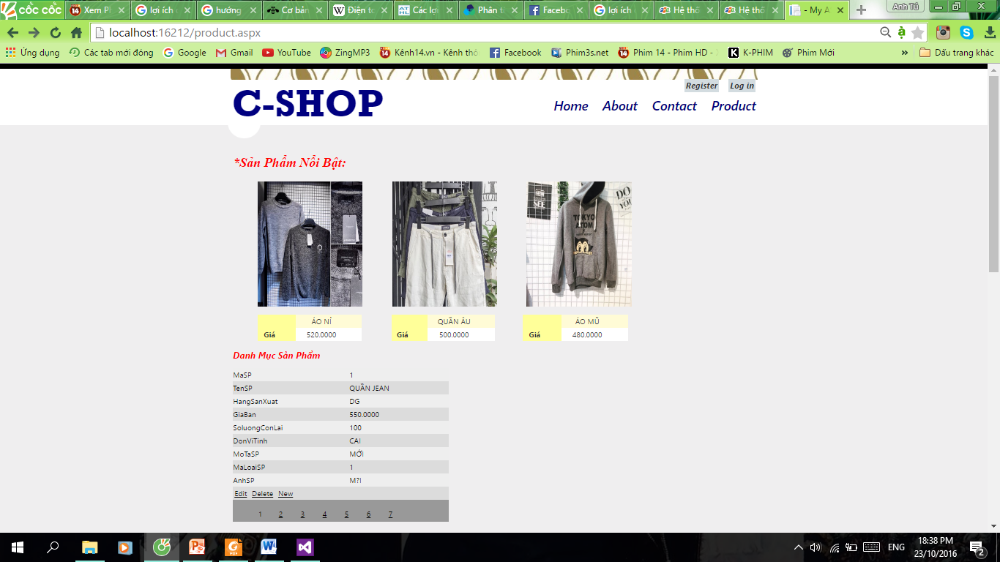 cốc cốc Xem Ph lợi ích c hướng Cơ bản Điện to Các lợi Phân ti Facebo lợi ích Hệ thố Hệ thố - My A Anh Tú
localhost:16212/product.aspx
Ứng dụng Các tab mới đóng Google Gmail YouTube ZingMP3 Kênh14.vn - Kênh thô Facebook Phim3s.net Phim 14 - Phim HD - X K-PHIM Phim Mới » Dấu trang khác
Register Log in
C-SHOP
Home About Contact Product
*Sản Phẩm Nổi Bật:
TOKYO
ATOM
ÁO NỈ QUẦN ÂU ÁO MŨ
Giá 520.0000 Giá 500.0000 Giá 480.0000
Danh Mục Sản Phẩm
MaSP 1
TenSP QUẦN JEAN
HangSanXuat DG
GiaBan 550.0000
SoluongConLai 100
DonViTinh CAI
MoTaSP MỚI
MaLoaiSP 1
AnhSP M?I
Edit Delete New
1 2 3 4 5 6 7
ENG
18:38 PM
23/10/2016
2